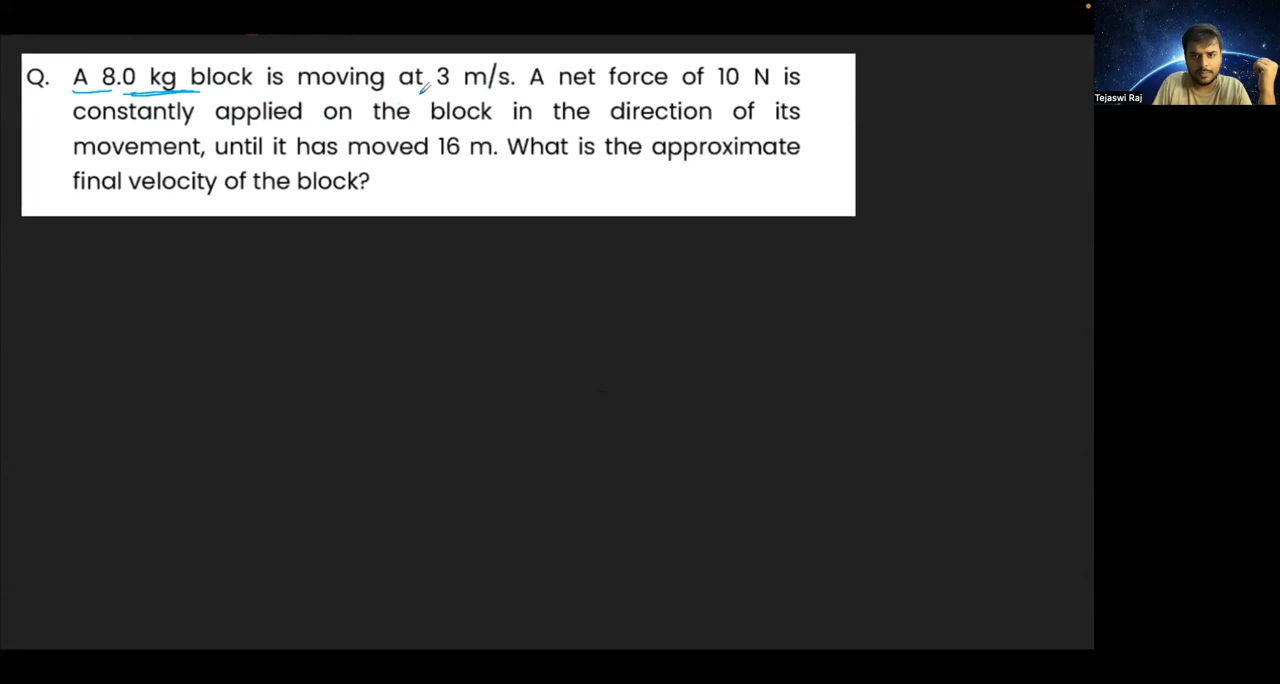 Q. A 8.0 kg block is moving at 3 m/s. A net force of 10 N is
constantly applied on the block in the direction of its
movement, until it has moved 16 m. What is the approximate
final velocity of the block?
Tejaswi Raj